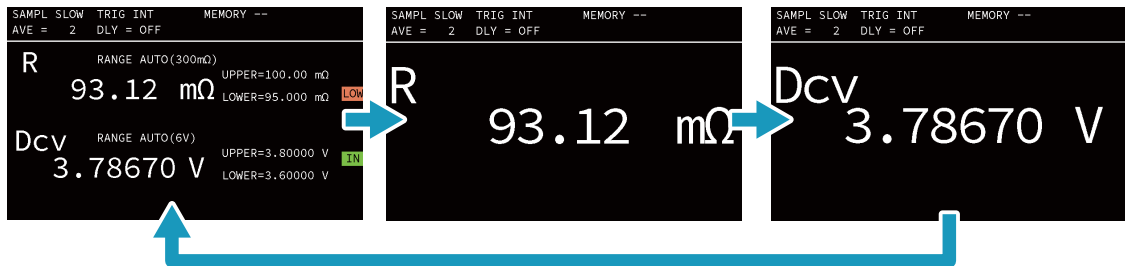 SAMPL SLOW TRIG INT MEMORY --
AVE = 2 DLY = OFF
R RANGE AUTO(300mΩ)
93.12 mΩ
UPPER=100.00 mΩ
LOWER=95.000 mΩ
LOW
Dcv RANGE AUTO(6V)
3.78670 V
UPPER=3.80000 V
LOWER=3.60000 V
IN
SAMPL SLOW TRIG INT MEMORY --
AVE = 2 DLY = OFF
R
93.12 mΩ
SAMPL SLOW TRIG INT MEMORY --
AVE = 2 DLY = OFF
Dcv
3.78670 V